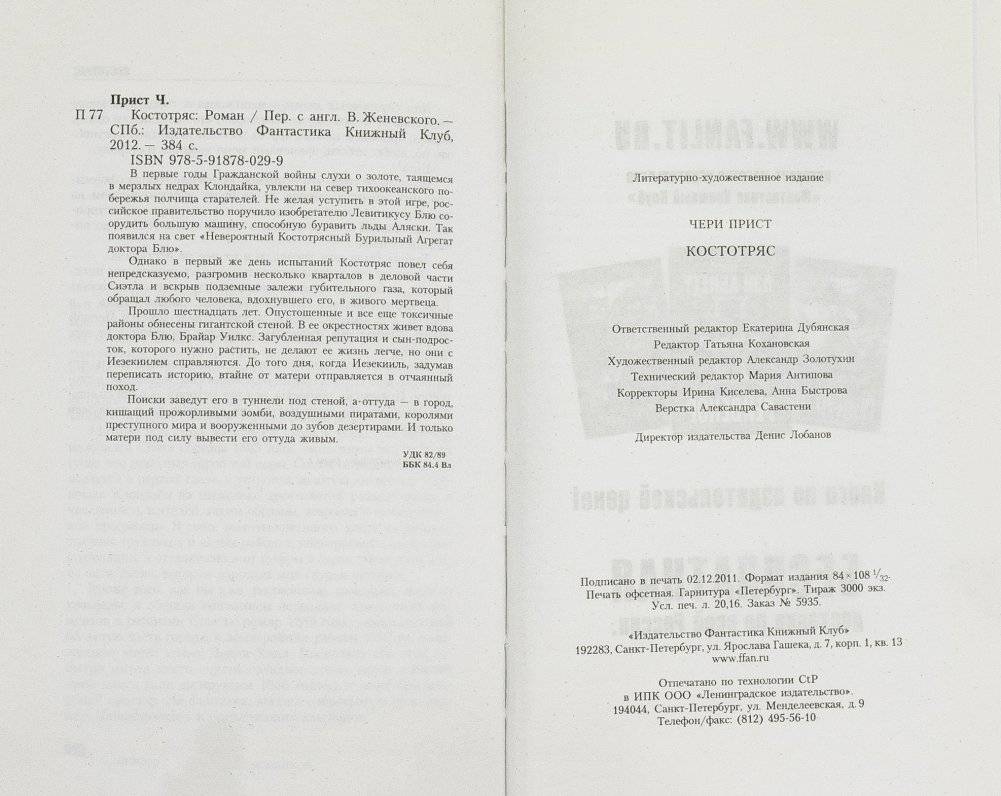 Прист Ч.
П 77 Костотряс: Роман / Пер. с англ. В. Женевского. —
СПб.: Издательство Фантастика Книжный Клуб,
2012. — 384 с.
ISBN 978-5-91878-029-9
В первые годы Гражданской войны слухи о золоте, таящемся
в мерзлых недрах Клондайка, увлекли на север тихоокеанского по-
бережья полчища старателей. Не желая уступить в этой игре, рос-
сийское правительство поручило изобретателю Левитикусу Блю со-
орудить большую машину, способную буравить льды Аляски. Так
появился на свет «Невероятный Костотрясный Бурильный Агрегат
доктора Блю».
Однако в первый же день испытаний Костотряс повел себя
непредсказуемо, разгромив несколько кварталов в деловой части
Сиэтла и вскрыв подземные залежи губительного газа, который
обращал любого человека, вдохнувшего его, в живого мертвеца.
Прошло шестнадцать лет. Опустошенные и все еще токсичные
районы обнесены гигантской стеной. В ее окрестностях живет вдова
доктора Блю, Брайар Уилкс. Загубленная репутация и сын-подрос-
ток, которого нужно растить, не делают ее жизнь легче, но они с
Иезекиилем справляются. До того дня, когда Иезекииль, задумав
переписать историю, втайне от матери отправляется в отчаянный
поход.
Поиски заведут его в туннели под стеной, а-оттуда — в город,
кишащий прожорливыми зомби, воздушными пиратами, королями
преступного мира и вооруженными до зубов дезертирами. И только
матери под силу вывести его оттуда живым.
УДК 82/89
ББК 84.4 Вл
Литературно-художественное издание
ЧЕРИ ПРИСТ
КОСТОТРЯС
Ответственный редактор Екатерина Дубянская
Редактор Татьяна Кохановская
Художественный редактор Александр Золотухин
Технический редактор Мария Антипова
Корректоры Ирина Киселева, Анна Быстрова
Верстка Александра Савастени
Директор издательства Денис Лобанов
Подписано в печать 02.12.2011. Формат издания 84×108 1/32.
Печать офсетная. Гарнитура «Петербург». Тираж 3000 экз.
Усл. печ. л. 20,16. Заказ № 5935.
«Издательство Фантастика Книжный Клуб»
192283, Санкт-Петербург, ул. Ярослава Гашека, д. 7, корп. 1, кв. 13
www.ffan.ru
Отпечатано по технологии CtP
в ИПК ООО «Ленинградское издательство».
194044, Санкт-Петербург, ул. Менделеевская, д. 9
Телефон/факс: (812) 495-56-10